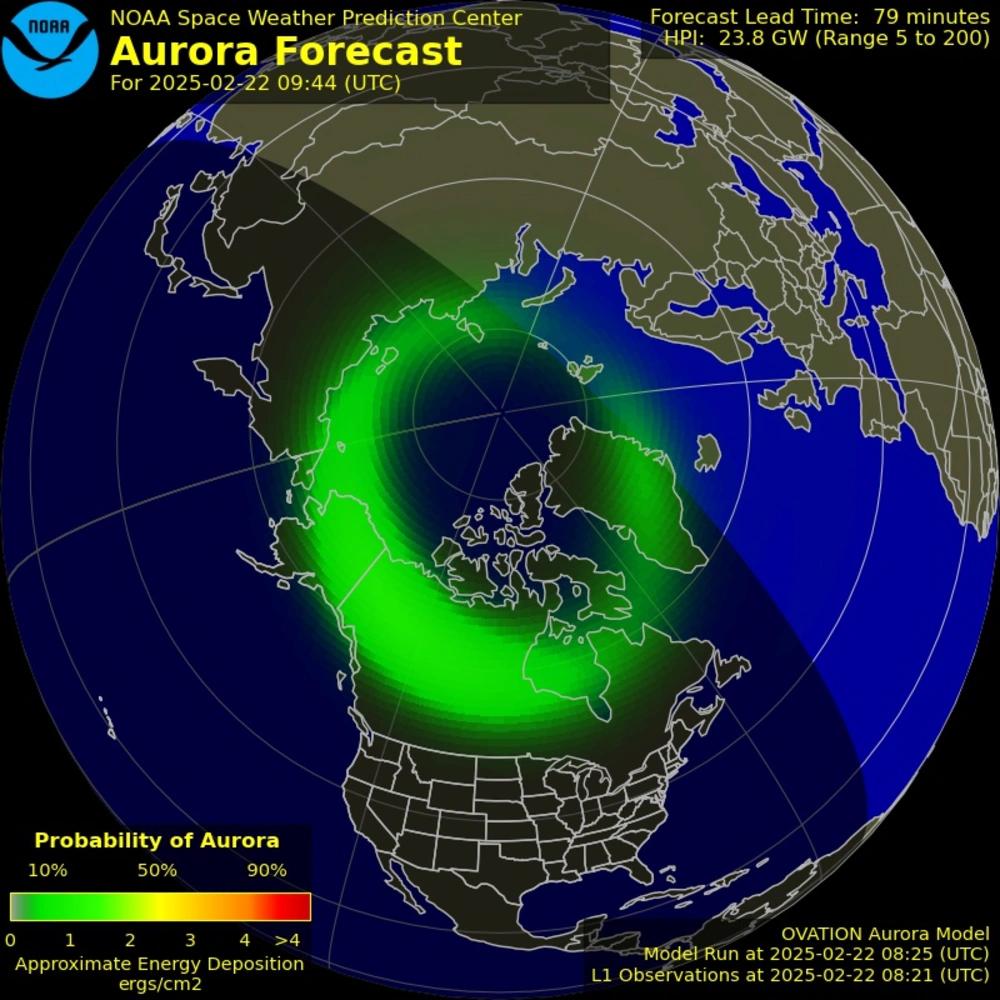 NOAA
NOAA Space Weather Prediction Center
Aurora Forecast
For 2025-02-22 09:44 (UTC)
Forecast Lead Time: 79 minutes
HPI: 23.8 GW (Range 5 to 200)
Probability of Aurora
10% 50% 90%
0 1 2 3 4 >4
Approximate Energy Deposition
ergs/cm2
OVATION Aurora Model
Model Run at 2025-02-22 08:25 (UTC)
L1 Observations at 2025-02-22 08:21 (UTC)